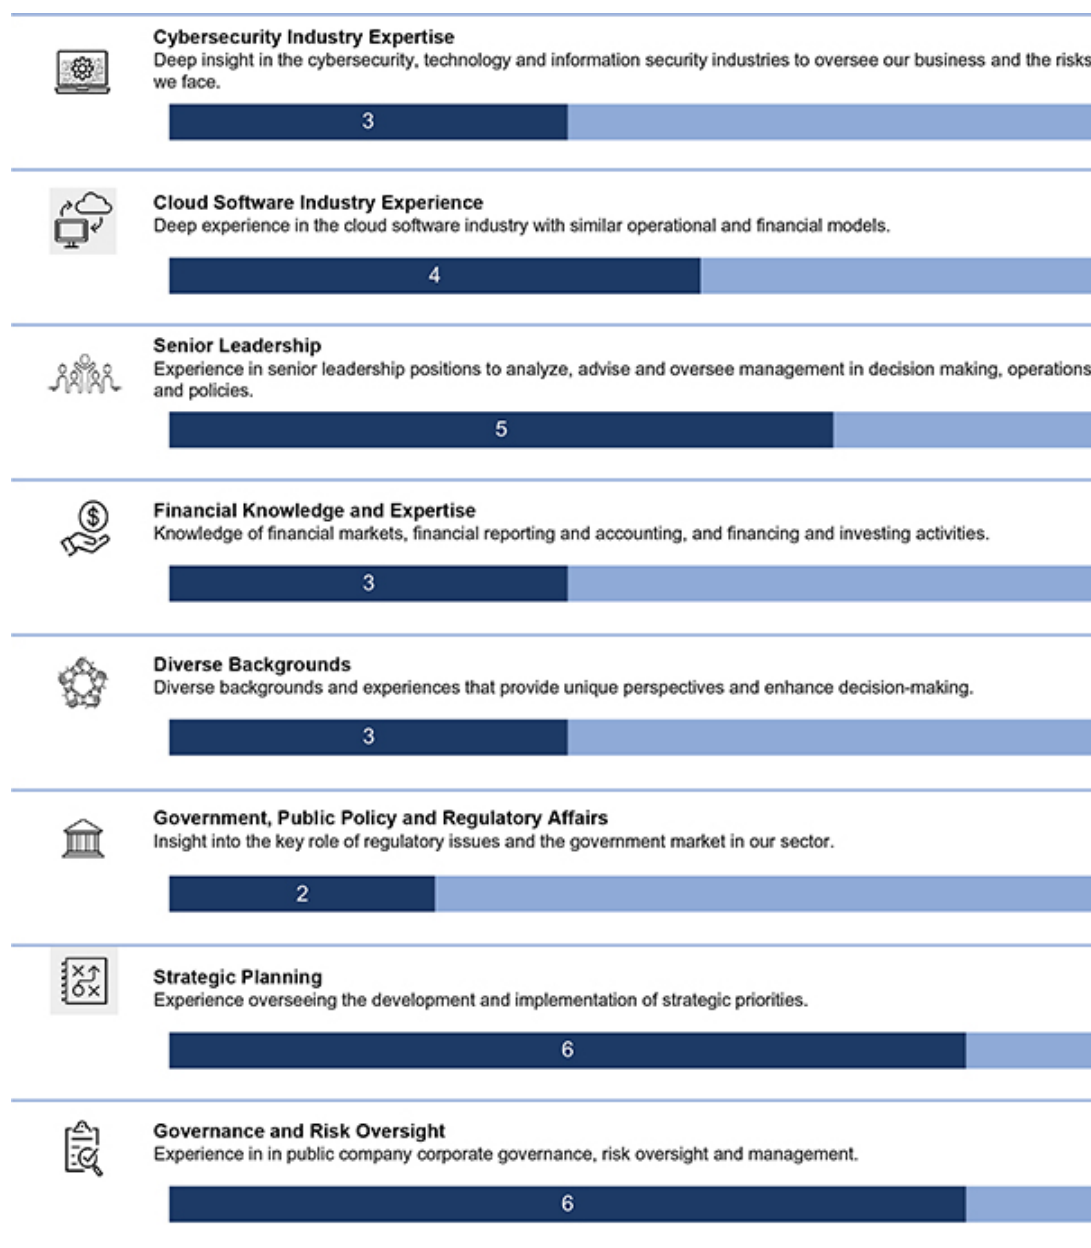 Cybersecurity Industry Expertise
Deep insight in the cybersecurity, technology and information security industries to oversee our business and the risks
we face.
3
Cloud Software Industry Experience
Deep experience in the cloud software industry with similar operational and financial models.
4
Senior Leadership
Experience in senior leadership positions to analyze, advise and oversee management in decision making, operations
and policies.
5
Financial Knowledge and Expertise
Knowledge of financial markets, financial reporting and accounting, and financing and investing activities.
3
Diverse Backgrounds
Diverse backgrounds and experiences that provide unique perspectives and enhance decision-making.
3
Government, Public Policy and Regulatory Affairs
Insight into the key role of regulatory issues and the government market in our sector.
2
Strategic Planning
Experience overseeing the development and implementation of strategic priorities.
6
Governance and Risk Oversight
Experience in in public company corporate governance, risk oversight and management.
6